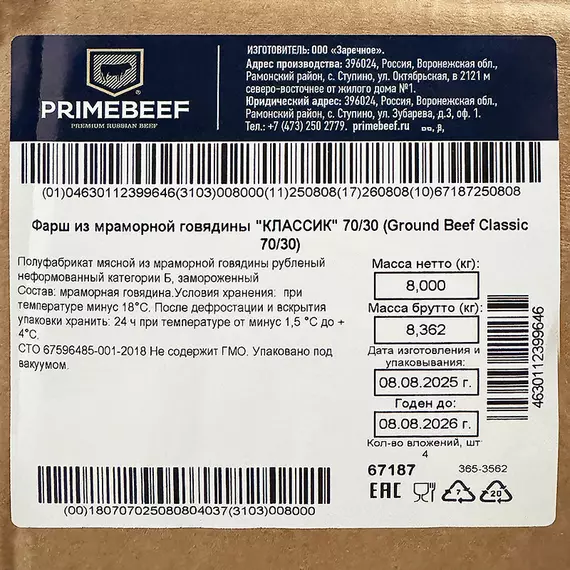 PRIMEBEEF
PREMIUM RUSSIAN BEEF
ИЗГОТОВИТЕЛЬ: ООО «Заречное».
Адрес производства: 396024, Россия, Воронежская обл.,
Рамонский район, с. Ступино, ул. Октябрьская, в 2121 м
северо-восточнее от жилого дома №1.
Юридический адрес: 396024, Россия, Воронежская обл.,
Рамонский район, с. Ступино, ул. Зубарева, д.3, оф. 1.
Тел.: +7 (473) 250 2779. primebeef.ru
(01)04630112399646(3103)008000(11)250808(17)260808(10)67187250808
Фарш из мраморной говядины "КЛАССИК" 70/30 (Ground Beef Classic
70/30)
Полуфабрикат мясной из мраморной говядины рубленый
неформованный категории Б, замороженный
Состав: мраморная говядина.Условия хранения: при
температуре минус 18°С. После дефростации и вскрытия
упаковки хранить: 24 ч при температуре от минус 1,5 °С до +
4°С.
СТО 67596485-001-2018 Не содержит ГМО. Упаковано под
вакуумом.
Масса нетто (кг):
8,000
Масса брутто (кг):
8,362
Дата изготовления и
упаковывания:
08.08.2025 г.
Годен до:
08.08.2026 г.
Кол-во вложений, шт
4
67187
365-3562
EAC
7
20
4630112399646
(00)180707025080804037(3103)008000